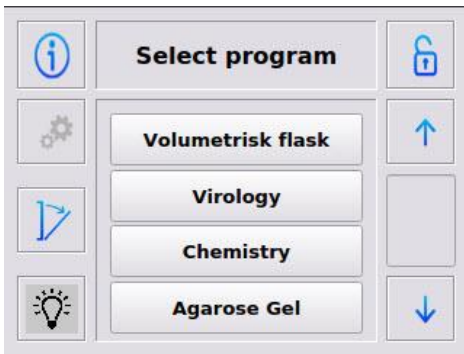 Select program
Volumetrisk flask
Virology
Chemistry
Agarose Gel